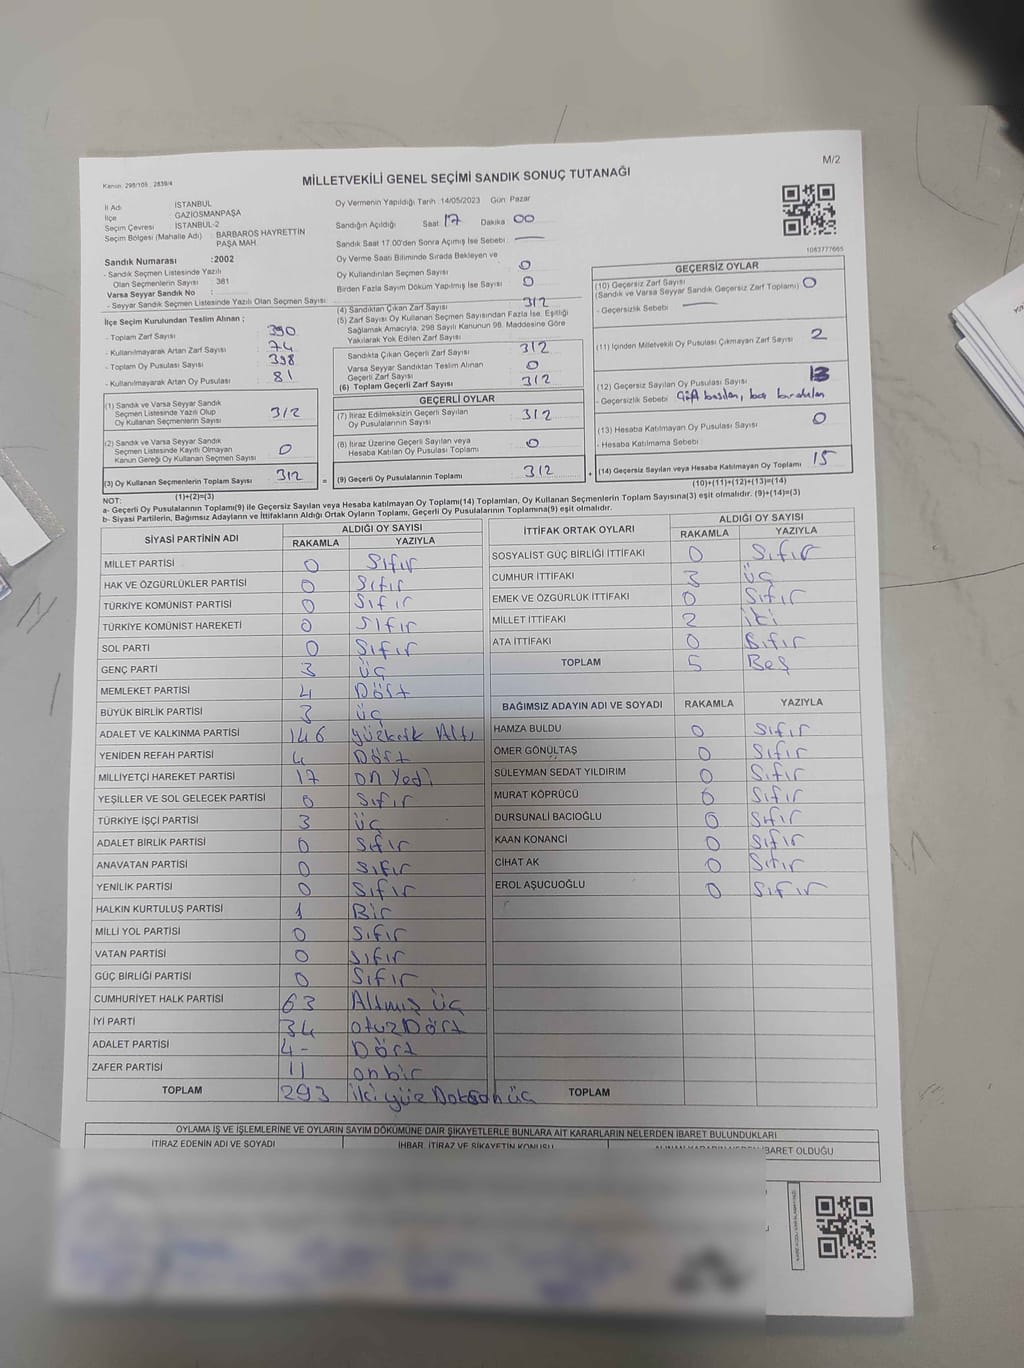 M/2
Kanun, 298/105 , 2839/4
MİLLETVEKİLİ GENEL SEÇİMİ SANDIK SONUÇ TUTANAĞI
İl Adı : İSTANBUL
İlçe : GAZİOSMANPAŞA
Seçim Çevresi : İSTANBUL-2
Seçim Bölgesi (Mahalle Adı) : BARBAROS HAYRETTİN PAŞA MAH.
Sandık Numarası :2002
- Sandık Seçmen Listesinde Yazılı
Olan Seçmenlerin Sayısı : 381
Varsa Seyyar Sandık No :
- Seyyar Sandık Seçmen Listesinde Yazılı Olan Seçmen Sayısı :
Oy Vermenin Yapıldığı Tarih :14/05/2023 Gün Pazar
Sandığın Açıldığı Saat 17 Dakika 00
Sandık Saat 17.00'den Sonra Açımış İse Sebebi :
Oy Verme Saati Bitiminde Sırada Bekleyen ve
Oy Kullandırılan Seçmen Sayısı : 0
Birden Fazla Sayım Döküm Yapılmış İse Sayısı : 0
1063777665
İlçe Seçim Kurulundan Teslim Alınan ;
- Toplam Zarf Sayısı : 390
- Kullanılmayarak Artan Zarf Sayısı : 74
- Toplam Oy Pusulası Sayısı : 398
- Kullanılmayarak Artan Oy Pusulası : 81
(4) Sandıktan Çıkan Zarf Sayısı : 312
(5) Zarf Sayısı Oy Kullanan Seçmen Sayısından Fazla İse, Eşitliği
Sağlamak Amacıyla, 298 Sayılı Kanunun 98. Maddesine Göre
Yakılarak Yok Edilen Zarf Sayısı :
Sandıkta Çıkan Geçerli Zarf Sayısı : 312
Varsa Seyyar Sandıktan Teslim Alınan
Geçerli Zarf Sayısı : 0
(6) Toplam Geçerli Zarf Sayısı : 312
GEÇERSİZ OYLAR
(10) Geçersiz Zarf Sayısı
(Sandık ve Varsa Seyyar Sandık Geçersiz Zarf Toplamı) : 0
- Geçersizlik Sebebi :
(11) İçinden Milletvekili Oy Pusulası Çıkmayan Zarf Sayısı : 2
(12) Geçersiz Sayılan Oy Pusulası Sayısı : 13
- Geçersizlik Sebebi : Çift basılan, boş bırakılan
(13) Hesaba Katılmayan Oy Pusulası Sayısı : 0
- Hesaba Katılmama Sebebi :
(14) Geçersiz Sayılan veya Hesaba Katılmayan Oy Toplamı : 15
(10)+(11)+(12)+(13)=(14)
(1) Sandık ve Varsa Seyyar Sandık
Seçmen Listesinde Yazılı Olup
Oy Kullanan Seçmenlerin Sayısı : 312
(2) Sandık ve Varsa Seyyar Sandık
Seçmen Listesinde Kayıtlı Olmayan
Kanun Gereği Oy Kullanan Seçmen Sayısı : 0
(3) Oy Kullanan Seçmenlerin Toplam Sayısı : 312
(1)+(2)=(3)
GEÇERLİ OYLAR
(7) İtiraz Edilmeksizin Geçerli Sayılan
Oy Pusulalarının Sayısı : 312
(8) İtiraz Üzerine Geçerli Sayılan veya
Hesaba Katılan Oy Pusulası Toplamı : 0
(9) Geçerli Oy Pusulalarının Toplamı : 312
NOT:
a- Geçerli Oy Pusulalarının Toplamı(9) ile Geçersiz Sayılan veya Hesaba Katılmayan Oy Toplamı(14) Toplamları, Oy Kullanan Seçmenlerin Toplam Sayısına(3) eşit olmalıdır. (9)+(14)=(3)
b- Siyasi Partilerin, Bağımsız Adayların ve İttifakların Aldığı Ortak Oyların Toplamı, Geçerli Oy Pusulalarının Toplamına(9) eşit olmalıdır.
SİYASİ PARTİNİN ADI ALDIĞI OY SAYISI
RAKAMLA YAZIYLA
MİLLET PARTİSİ 0 Sıfır
HAK VE ÖZGÜRLÜKLER PARTİSİ 0 Sıfır
TÜRKİYE KOMÜNİST PARTİSİ 0 Sıfır
TÜRKİYE KOMÜNİST HAREKETİ 0 Sıfır
SOL PARTİ 0 Sıfır
GENÇ PARTİ 3 üç
MEMLEKET PARTİSİ 4 Dört
BÜYÜK BİRLİK PARTİSİ 3 üç
ADALET VE KALKINMA PARTİSİ 146 yüzkırk Altı
YENİDEN REFAH PARTİSİ 4 Dört
MİLLİYETÇİ HAREKET PARTİSİ 17 on yedi
YEŞİLLER VE SOL GELECEK PARTİSİ 0 Sıfır
TÜRKİYE İŞÇİ PARTİSİ 3 üç
ADALET BİRLİK PARTİSİ 0 Sıfır
ANAVATAN PARTİSİ 0 Sıfır
YENİLİK PARTİSİ 0 Sıfır
HALKIN KURTULUŞ PARTİSİ 1 Bir
MİLLİ YOL PARTİSİ 0 Sıfır
VATAN PARTİSİ 0 Sıfır
GÜÇ BİRLİĞİ PARTİSİ 0 Sıfır
CUMHURİYET HALK PARTİSİ 63 Altmış üç
İYİ PARTİ 34 otuz Dört
ADALET PARTİSİ 4- Dört
ZAFER PARTİSİ 11 onbir
TOPLAM 293 iki yüz Doksan üç
İTTİFAK ORTAK OYLARI ALDIĞI OY SAYISI
RAKAMLA YAZIYLA
SOSYALİST GÜÇ BİRLİĞİ İTTİFAKI 0 Sıfır
CUMHUR İTTİFAKI 3 üç
EMEK VE ÖZGÜRLÜK İTTİFAKI 0 Sıfır
MİLLET İTTİFAKI 2 iki
ATA İTTİFAKI 0 Sıfır
TOPLAM 5 Beş
BAĞIMSIZ ADAYIN ADI VE SOYADI RAKAMLA YAZIYLA
HAMZA BULDU 0 Sıfır
ÖMER GÖNÜLTAŞ 0 Sıfır
SÜLEYMAN SEDAT YILDIRIM 0 Sıfır
MURAT KÖPRÜCÜ 0 Sıfır
DURSUNALİ BACIOĞLU 0 Sıfır
KAAN KONANCİ 0 Sıfır
CİHAT AK 0 Sıfır
EROL AŞUCUOĞLU 0 Sıfır
TOPLAM
OYLAMA İŞ VE İŞLEMLERİNE VE OYLARIN SAYIM DÖKÜMÜNE DAİR ŞİKAYETLERLE BUNLARA AİT KARARLARIN NELERDEN İBARET BULUNDUKLARI
İTİRAZ EDENİN ADI VE SOYADI İHBAR, İTİRAZ VE ŞİKAYETİN KONUSU İBARET OLDUĞU